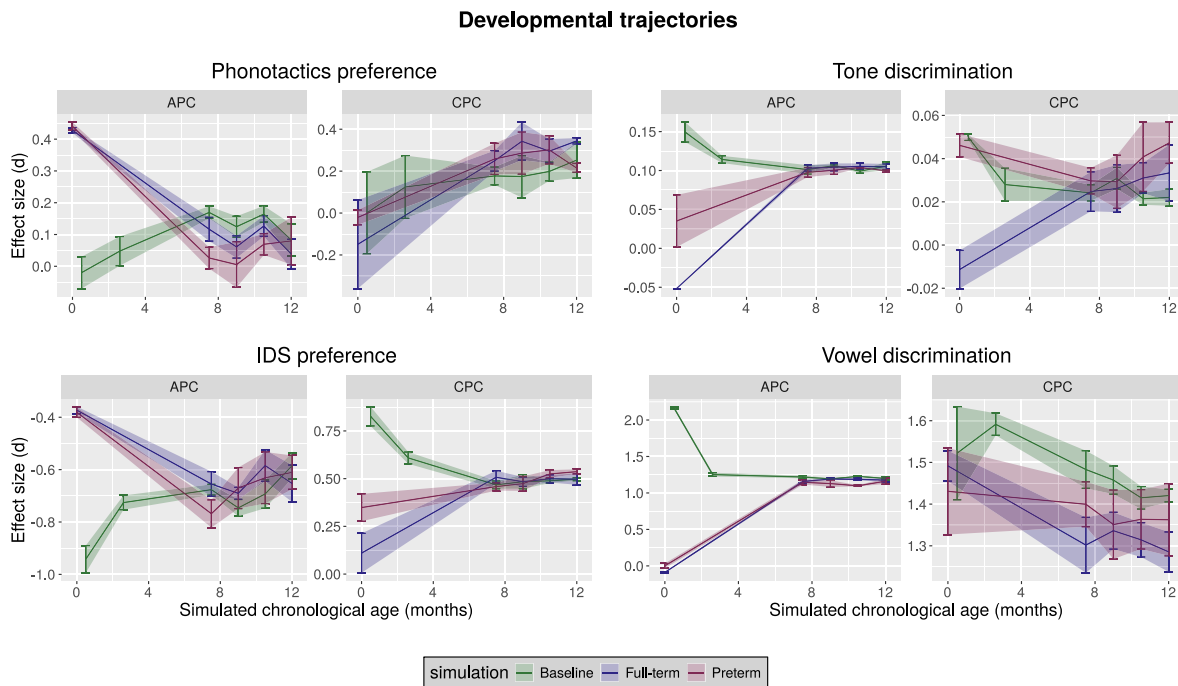 Developmental trajectories
Phonotactics preference
Tone discrimination
APC
CPC
APC
CPC
Effect size (d)
0.4
0.3
0.2
0.1
0.0
0.4
0.2
0.0
-0.2
0.15
0.10
0.05
0.00
-0.05
0.06
0.04
0.02
0.00
-0.02
0 4 8 12
0 4 8 12
0 4 8 12
0 4 8 12
IDS preference
Vowel discrimination
APC
CPC
APC
CPC
Effect size (d)
-0.4
-0.6
-0.8
-1.0
0.75
0.50
0.25
0.00
2.0
1.5
1.0
0.5
0.0
1.6
1.5
1.4
1.3
0 4 8 12
0 4 8 12
0 4 8 12
0 4 8 12
Simulated chronological age (months)
Simulated chronological age (months)
simulation Baseline Full-term Preterm